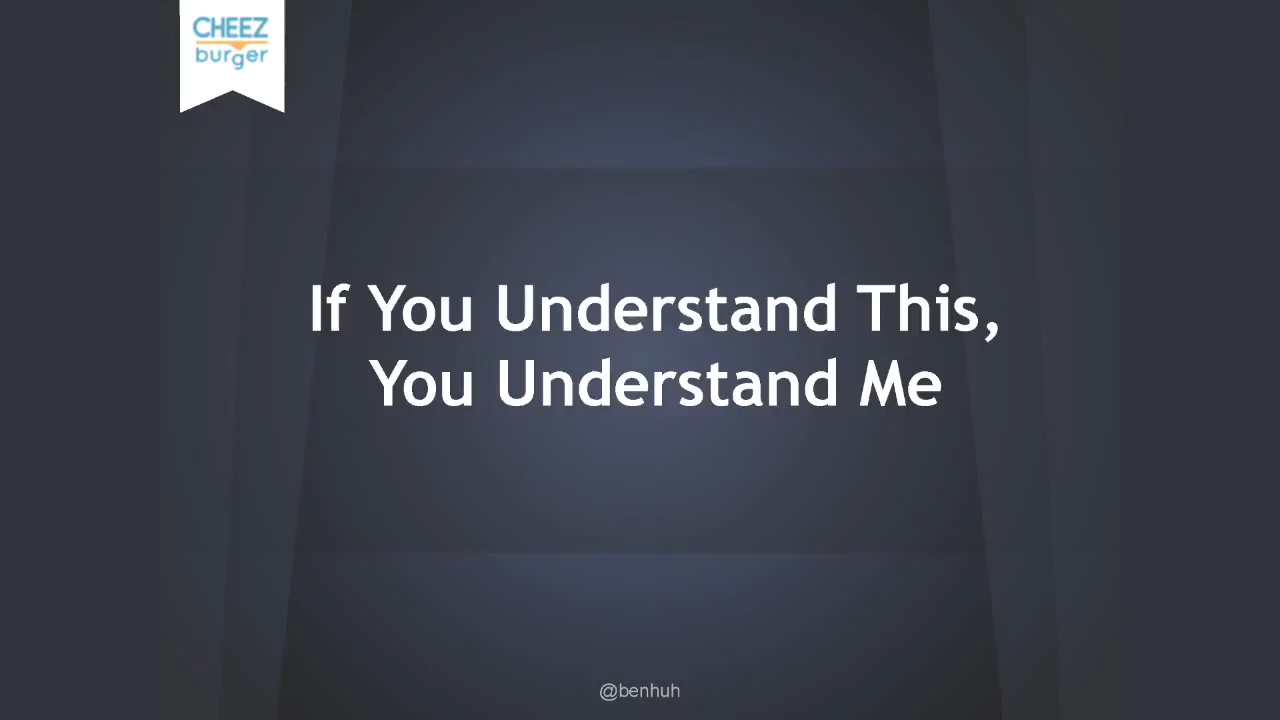 CHEEZ
burger
If You Understand This,
You Understand Me
@benhuh